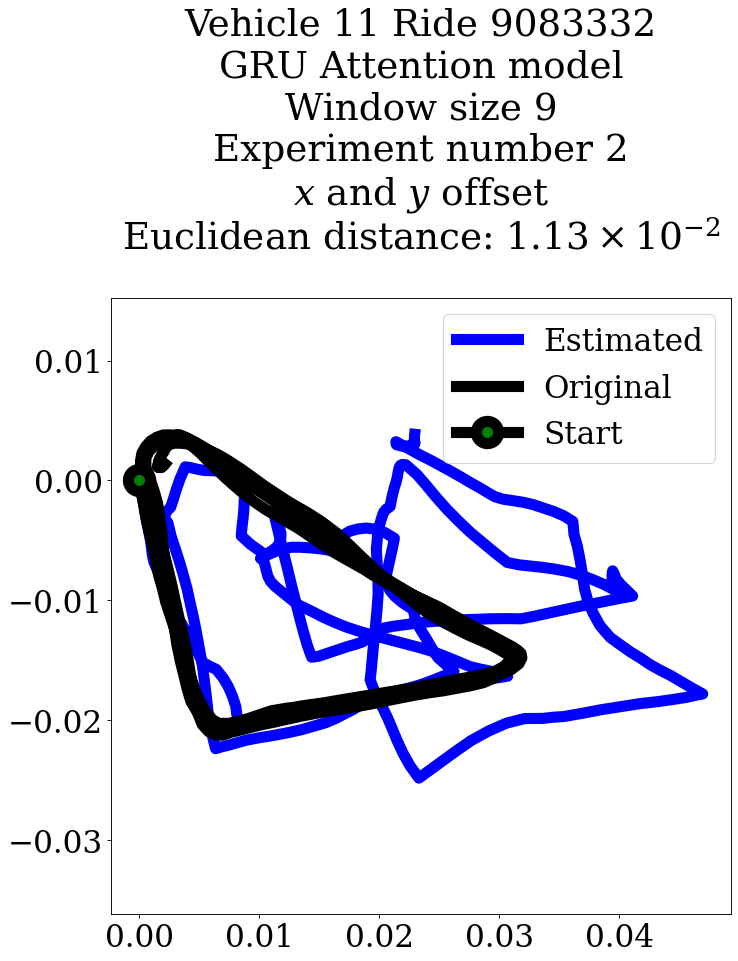 Vehicle 11 Ride 9083332
GRU Attention model
Window size 9
Experiment number 2
x and y offset
Euclidean distance: 1.13 × 10⁻²
Estimated
Original
Start
0.01
0.00
−0.01
−0.02
−0.03
0.00 0.01 0.02 0.03 0.04